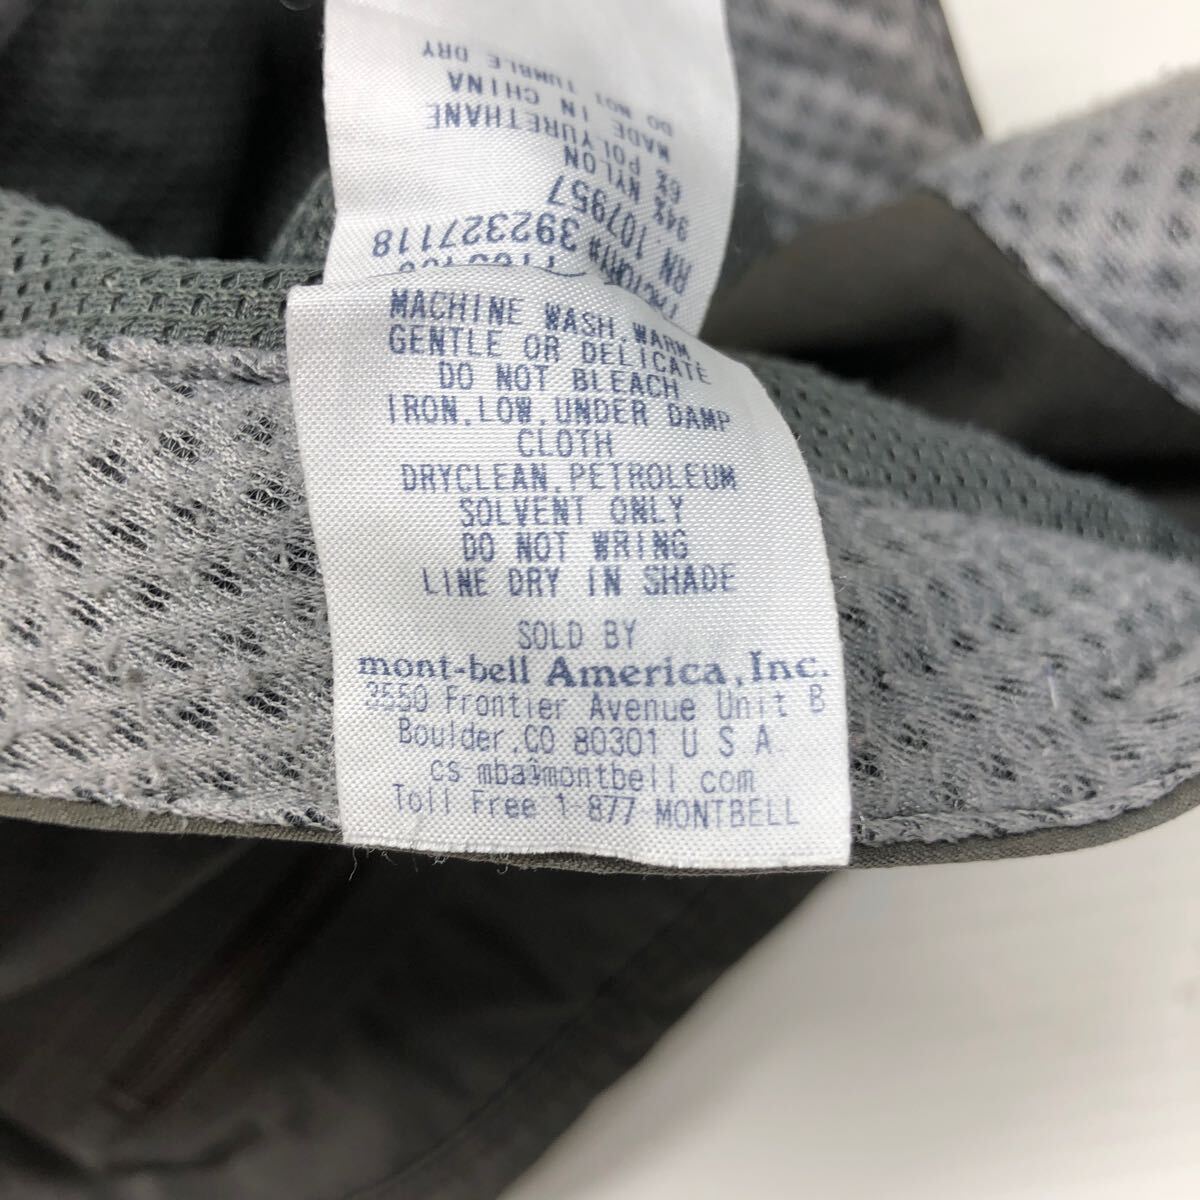 FACTORY# 392327118
RN 107957
94% NYLON
6% POLYURETHANE
MADE IN CHINA
DO NOT TUMBLE DRY
MACHINE WASH,WARM,
GENTLE OR DELICATE
DO NOT BLEACH
IRON,LOW,UNDER DAMP
CLOTH
DRYCLEAN,PETROLEUM
SOLVENT ONLY
DO NOT WRING
LINE DRY IN SHADE
SOLD BY
mont-bell America, Inc.
3550 Frontier Avenue Unit B
Boulder,CO 80301 U S A
cs-mba@montbell.com
Toll Free 1-877-MONTBELL